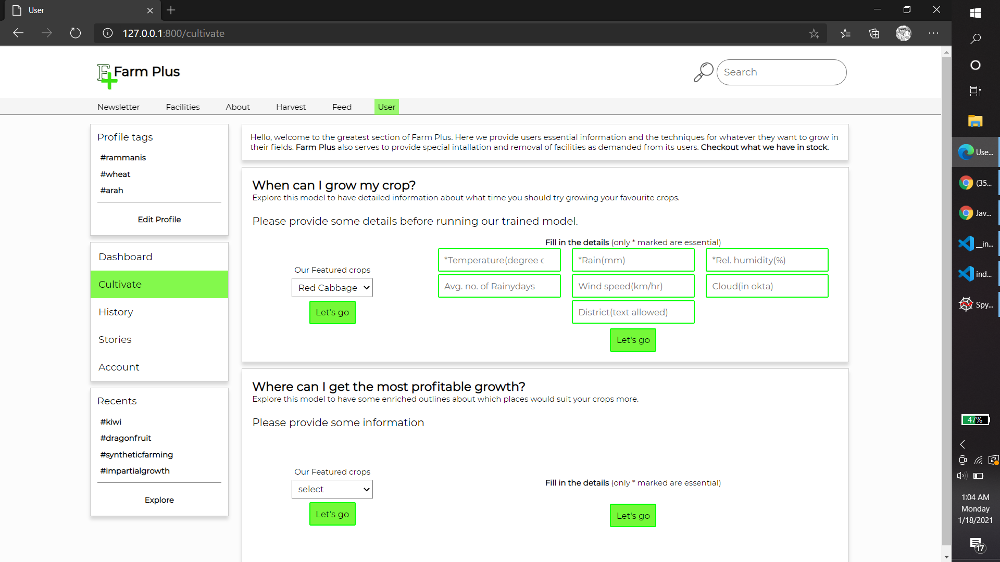 User
127.0.0.1:800/cultivate
Farm Plus
Search
Newsletter
Facilities
About
Harvest
Feed
User
Profile tags
#rammanis
#wheat
#arah
Edit Profile
Dashboard
Cultivate
History
Stories
Account
Recents
#kiwi
#dragonfruit
#syntheticfarming
#impartialgrowth
Explore
Hello, welcome to the greatest section of Farm Plus. Here we provide users essential information and the techniques for whatever they want to grow in
their fields. Farm Plus also serves to provide special intallation and removal of facilities as demanded from its users. Checkout what we have in stock.
When can I grow my crop?
Explore this model to have detailed information about what time you should try growing your favourite crops.
Please provide some details before running our trained model.
Our Featured crops
Red Cabbage
Let's go
Fill in the details (only * marked are essential)
*Temperature(degree c
*Rain(mm)
*Rel. humidity(%)
Avg. no. of Rainydays
Wind speed(km/hr)
Cloud(in okta)
District(text allowed)
Let's go
Where can I get the most profitable growth?
Explore this model to have some enriched outlines about which places would suit your crops more.
Please provide some information
Our Featured crops
select
Let's go
Fill in the details (only * marked are essential)
Let's go
Use...
(35...
Jav...
__in...
ind...
Spy...
47%
1:04 AM
Monday
1/18/2021
17